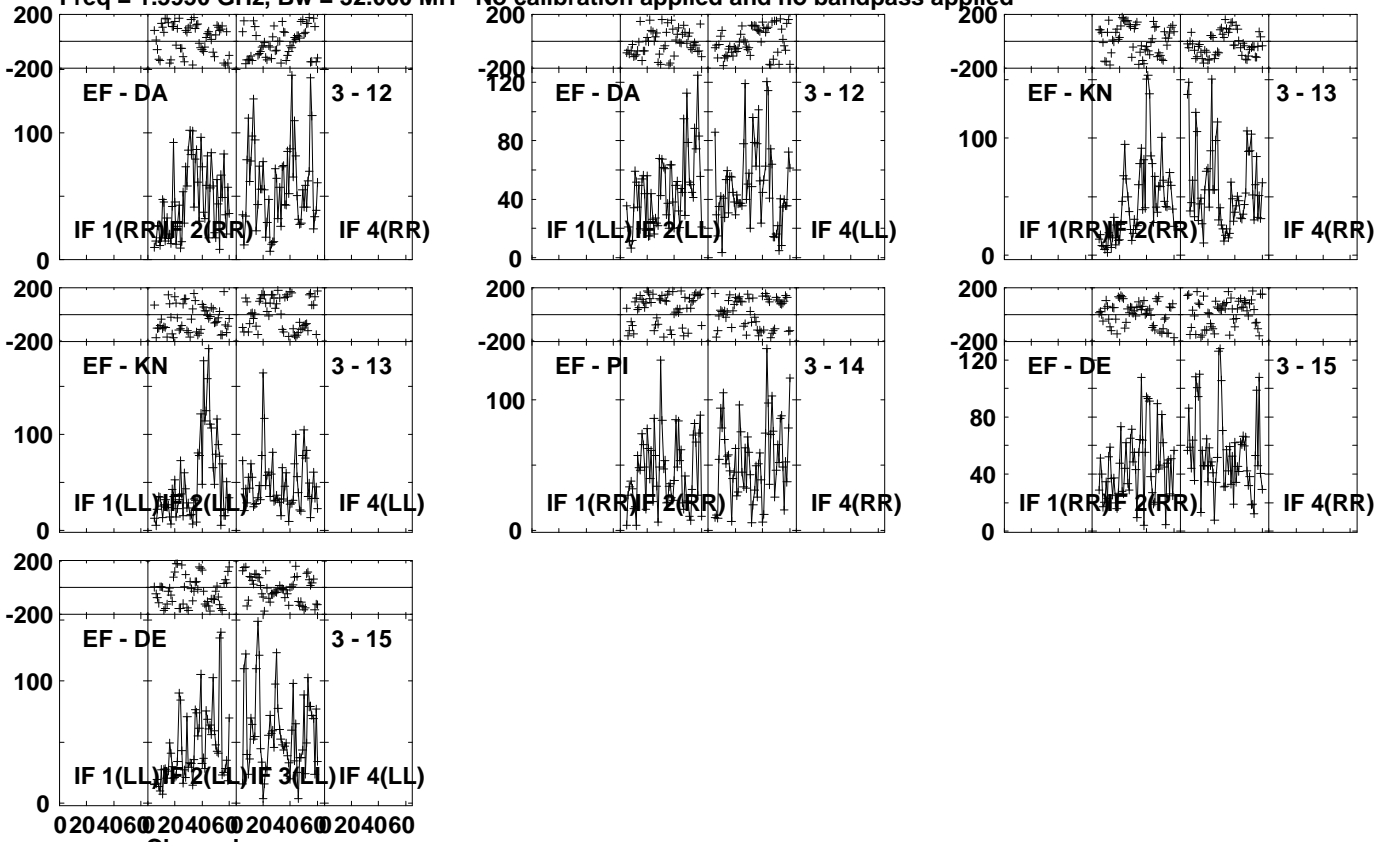 Freq = 1.5950 GHz, Bw = 32.000 MH No calibration applied and no bandpass applied
200
-200
EF - DA 3 - 12
100
0
IF 1(RR) IF 2(RR) IF 4(RR)
200
-200
120
EF - DA 3 - 12
80
40
0
IF 1(LL) IF 2(LL) IF 4(LL)
200
-200
EF - KN 3 - 13
100
0
IF 1(RR) IF 2(RR) IF 4(RR)
200
-200
EF - KN 3 - 13
100
0
IF 1(LL) IF 2(LL) IF 4(LL)
200
-200
EF - PI 3 - 14
100
0
IF 1(RR) IF 2(RR) IF 4(RR)
200
-200
120
EF - DE 3 - 15
80
40
0
IF 1(RR) IF 2(RR) IF 4(RR)
200
-200
EF - DE 3 - 15
100
0
IF 1(LL) IF 2(LL) IF 3(LL) IF 4(LL)
0 20 40 60 0 20 40 60 0 20 40 60 0 20 40 60